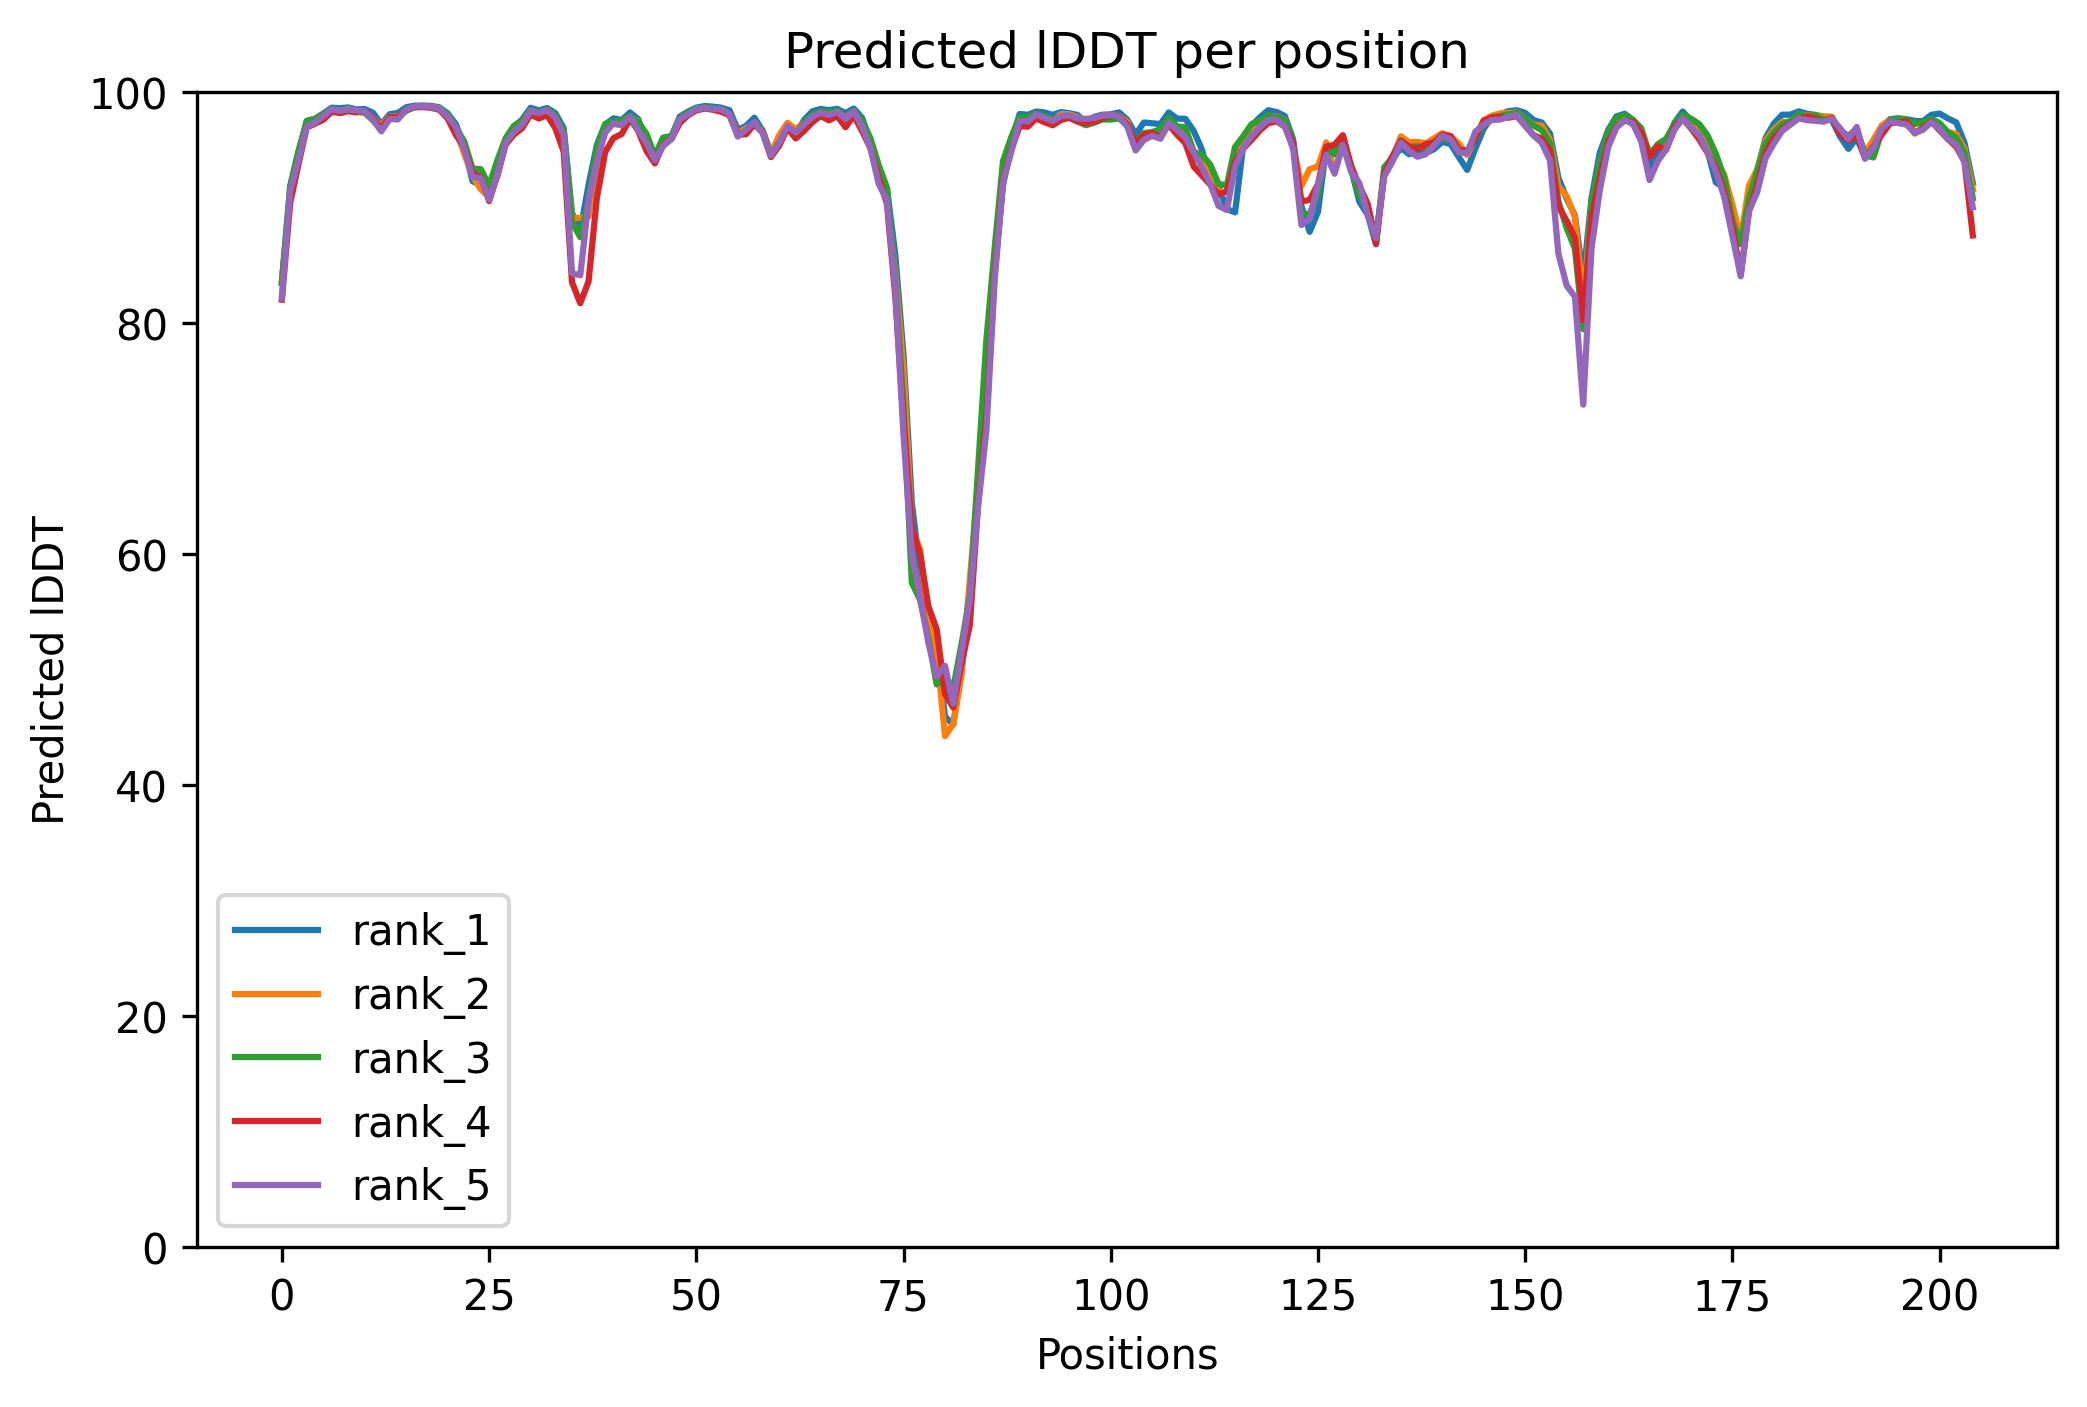 Predicted lDDT per position
100
80
60
40
20
0
Predicted lDDT
rank_1
rank_2
rank_3
rank_4
rank_5
0 25 50 75 100 125 150 175 200
Positions